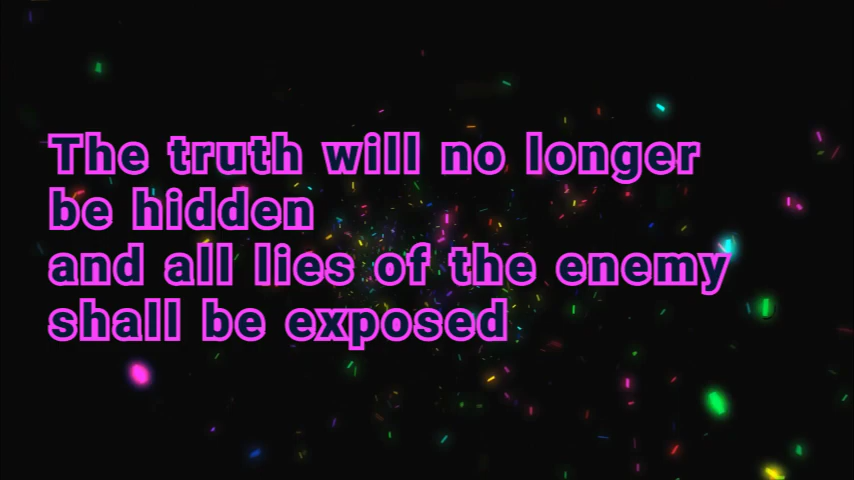 The truth will no longer
be hidden
and all lies of the enemy
shall be exposed